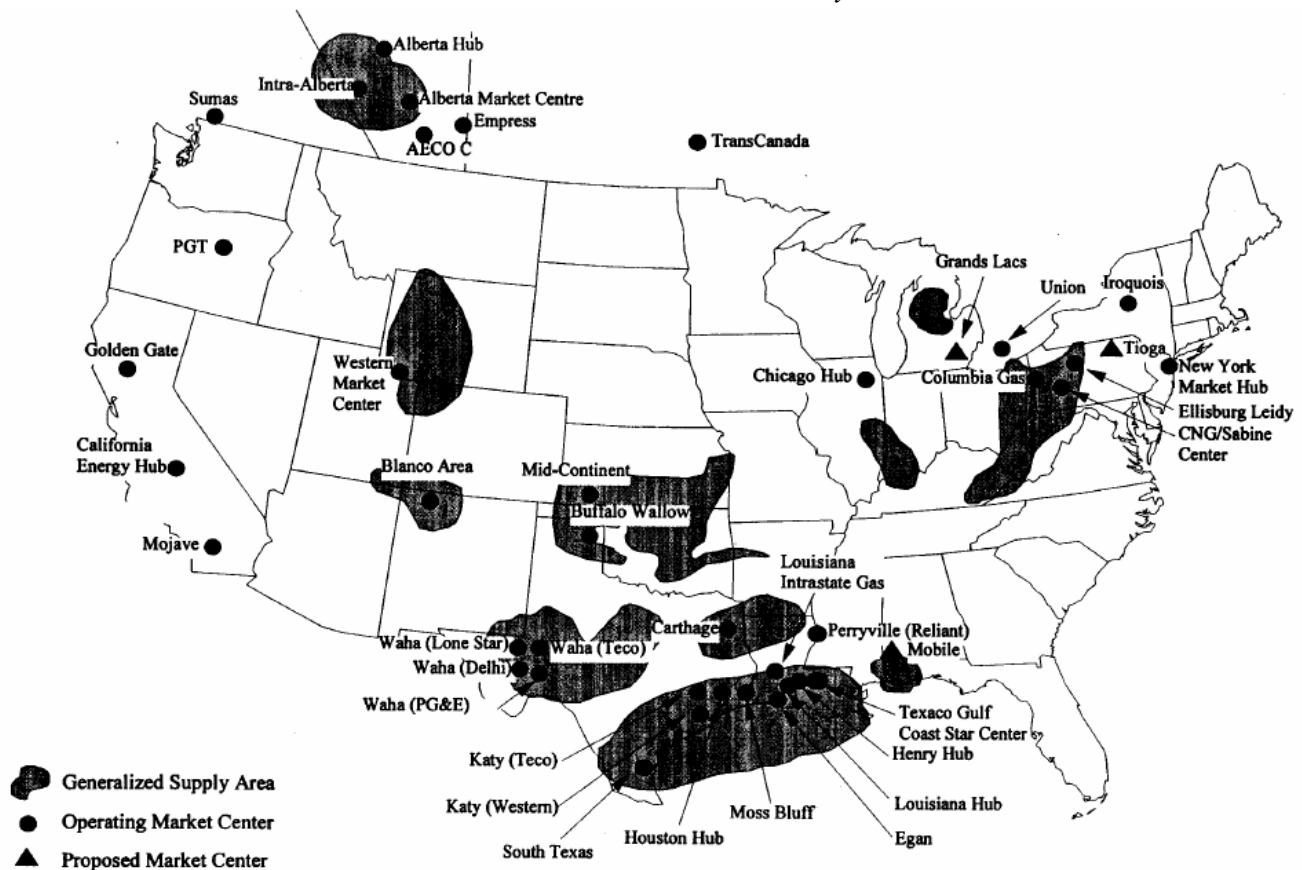 Alberta Hub
Intra-Alberta
Alberta Market Centre
Sumas
Empress
AECO C
TransCanada
PGT
Grands Lacs
Union
Iroquois
Golden Gate
Western
Market
Center
Chicago Hub
Columbia Gas
Tioga
New York
Market Hub
Ellisburg Leidy
CNG/Sabine
Center
California
Energy Hub
Blanco Area
Mid-Continent
Buffalo Wallow
Mojave
Louisiana
Intrastate Gas
Carthage
Perryville (Reliant)
Mobile
Waha (Lone Star)
Waha (Teco)
Waha (Delhi)
Waha (PG&E)
Texaco Gulf
Coast Star Center
Henry Hub
Katy (Teco)
Katy (Western)
South Texas
Houston Hub
Moss Bluff
Louisiana Hub
Egan
Generalized Supply Area
Operating Market Center
Proposed Market Center